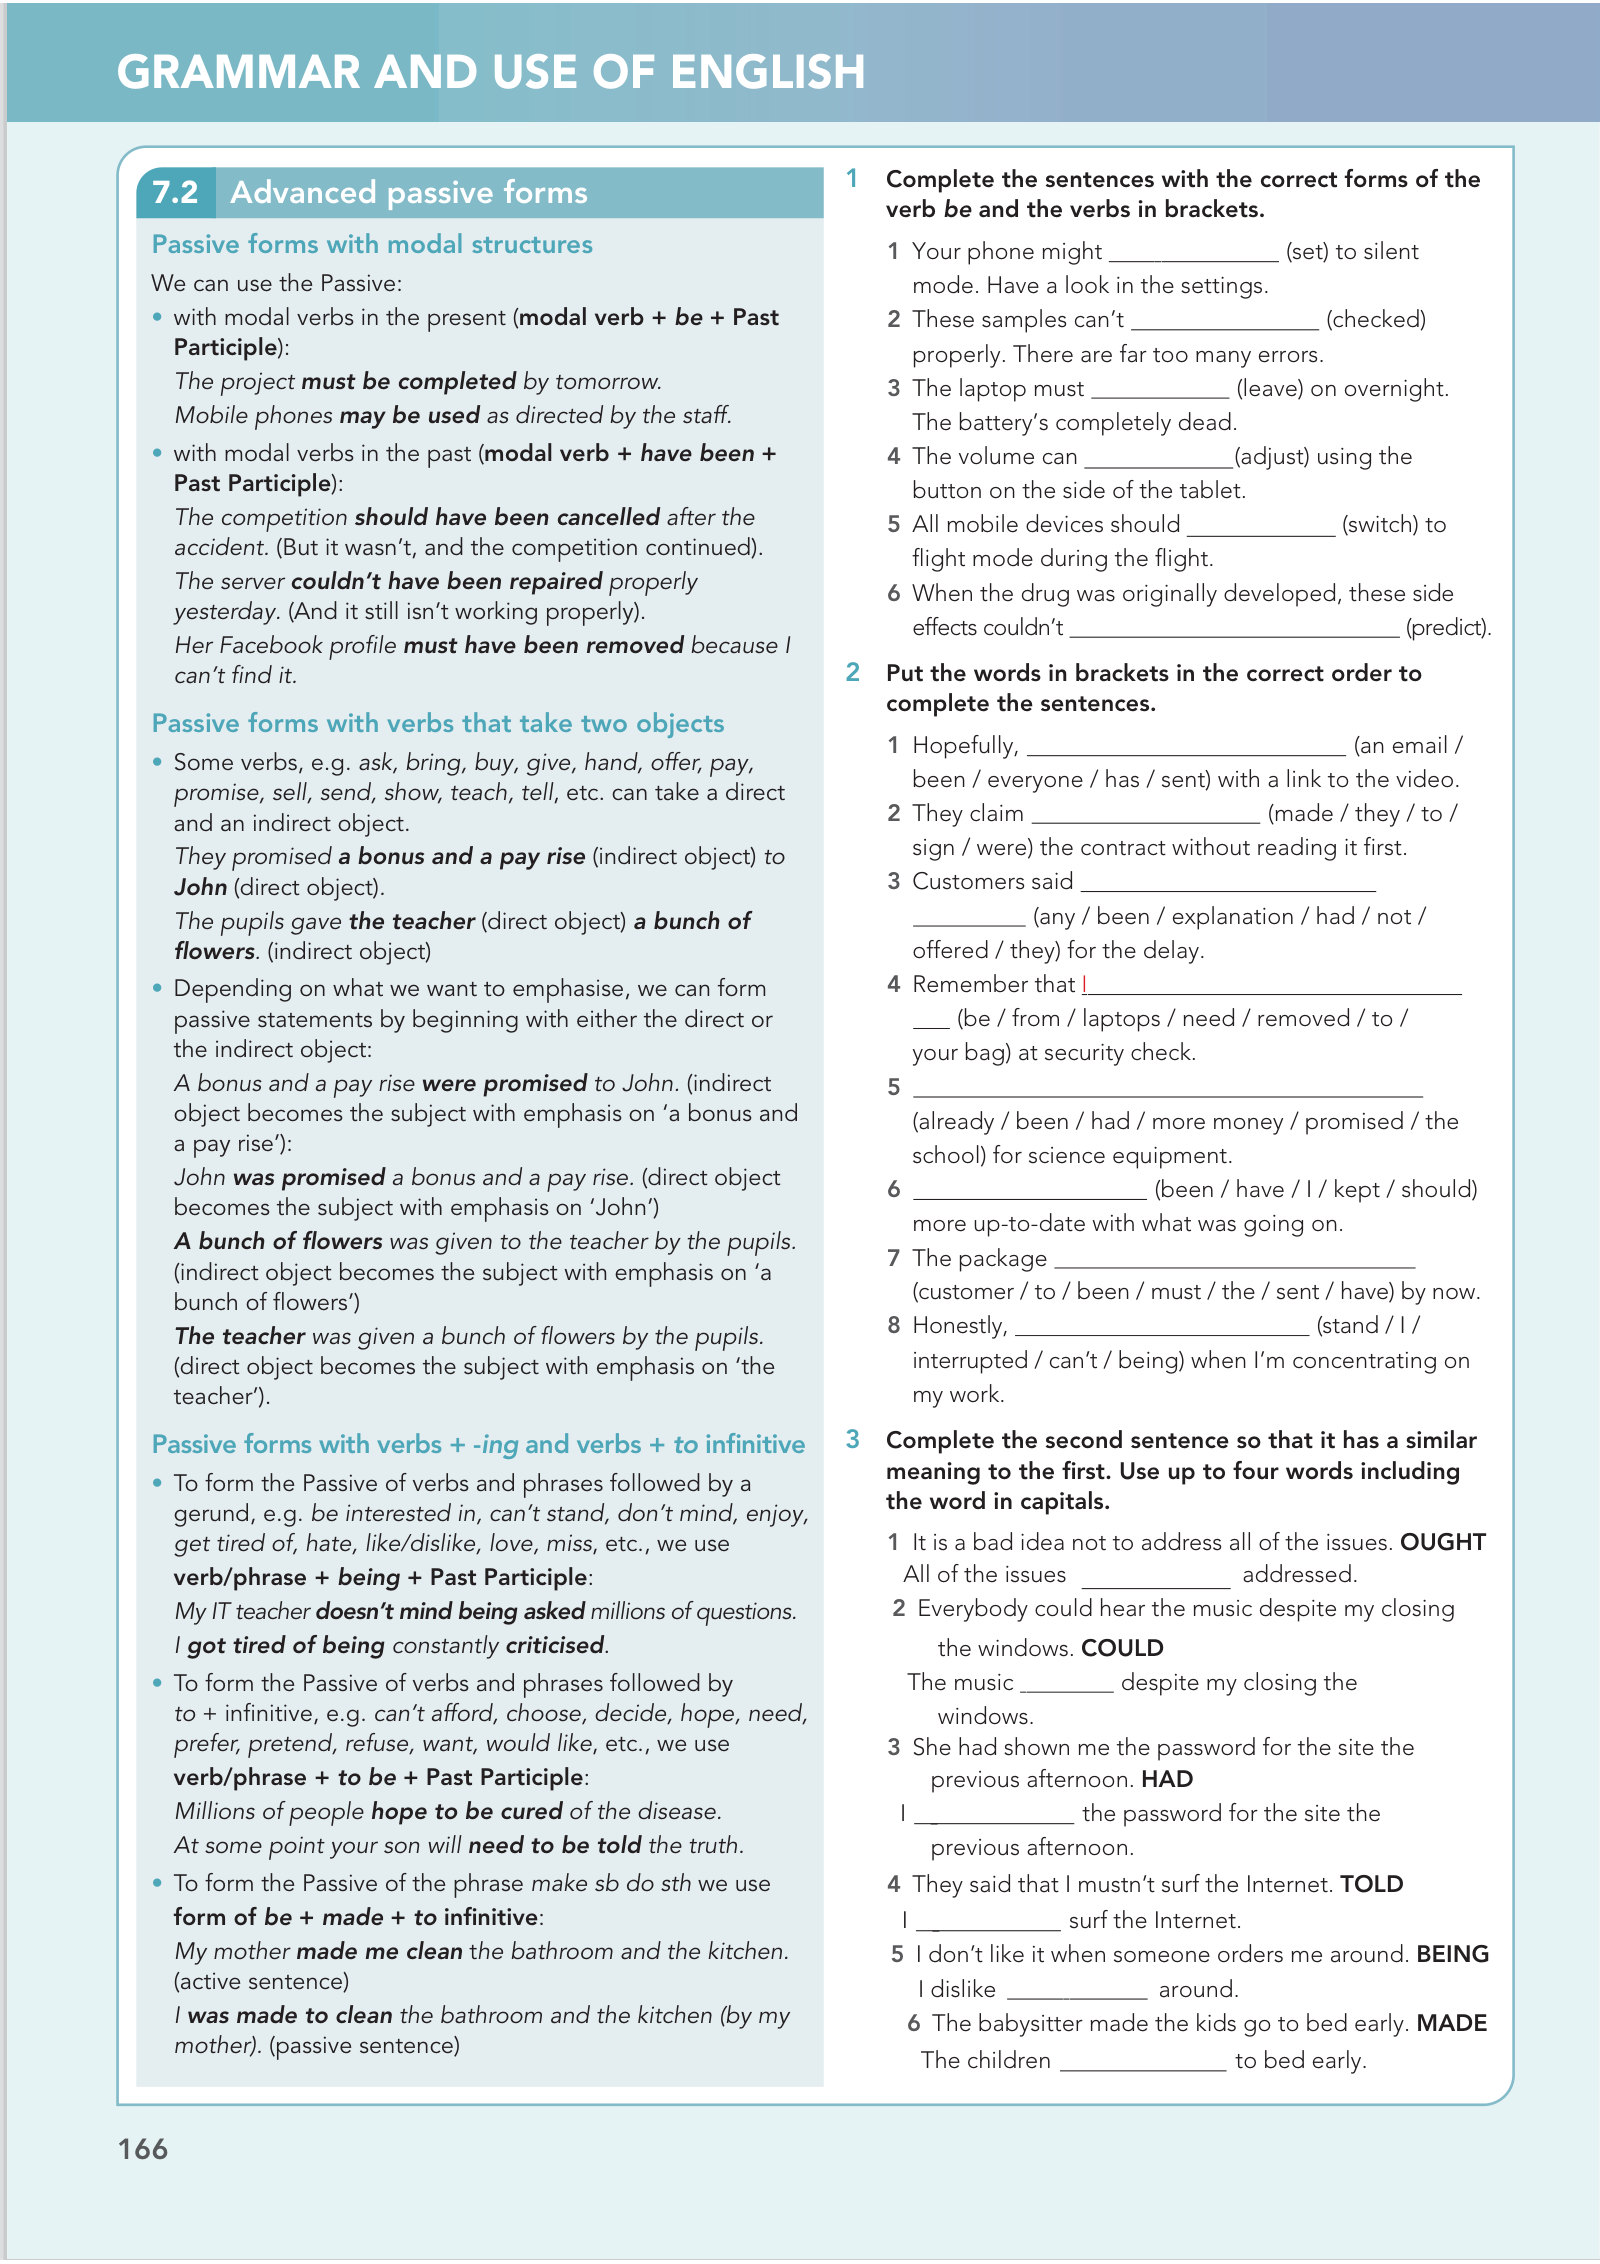 GRAMMAR AND USE OF ENGLISH
7.2 Advanced passive forms
Passive forms with modal structures
We can use the Passive:
• with modal verbs in the present (modal verb + be + Past
Participle):
The project must be completed by tomorrow.
Mobile phones may be used as directed by the staff.
• with modal verbs in the past (modal verb + have been +
Past Participle):
The competition should have been cancelled after the
accident. (But it wasn't, and the competition continued).
The server couldn't have been repaired properly
yesterday. (And it still isn't working properly).
Her Facebook profile must have been removed because I
can't find it.
Passive forms with verbs that take two objects
• Some verbs, e.g. ask, bring, buy, give, hand, offer, pay,
promise, sell, send, show, teach, tell, etc. can take a direct
and an indirect object.
They promised a bonus and a pay rise (indirect object) to
John (direct object).
The pupils gave the teacher (direct object) a bunch of
flowers. (indirect object)
• Depending on what we want to emphasise, we can form
passive statements by beginning with either the direct or
the indirect object:
A bonus and a pay rise were promised to John. (indirect
object becomes the subject with emphasis on 'a bonus and
a pay rise'):
John was promised a bonus and a pay rise. (direct object
becomes the subject with emphasis on 'John')
A bunch of flowers was given to the teacher by the pupils.
(indirect object becomes the subject with emphasis on 'a
bunch of flowers')
The teacher was given a bunch of flowers by the pupils.
(direct object becomes the subject with emphasis on 'the
teacher').
Passive forms with verbs + -ing and verbs + to infinitive
• To form the Passive of verbs and phrases followed by a
gerund, e.g. be interested in, can't stand, don't mind, enjoy,
get tired of, hate, like/dislike, love, miss, etc., we use
verb/phrase + being + Past Participle:
My IT teacher doesn't mind being asked millions of questions.
I got tired of being constantly criticised.
• To form the Passive of verbs and phrases followed by
to + infinitive, e.g. can't afford, choose, decide, hope, need,
prefer, pretend, refuse, want, would like, etc., we use
verb/phrase + to be + Past Participle:
Millions of people hope to be cured of the disease.
At some point your son will need to be told the truth.
• To form the Passive of the phrase make sb do sth we use
form of be + made + to infinitive:
My mother made me clean the bathroom and the kitchen.
(active sentence)
I was made to clean the bathroom and the kitchen (by my
mother). (passive sentence)
1 Complete the sentences with the correct forms of the
verb be and the verbs in brackets.
1 Your phone might ______________ (set) to silent
mode. Have a look in the settings.
2 These samples can't ______________ (checked)
properly. There are far too many errors.
3 The laptop must ___________ (leave) on overnight.
The battery's completely dead.
4 The volume can ____________(adjust) using the
button on the side of the tablet.
5 All mobile devices should ____________ (switch) to
flight mode during the flight.
6 When the drug was originally developed, these side
effects couldn't __________________________ (predict).
2 Put the words in brackets in the correct order to
complete the sentences.
1 Hopefully, _________________________ (an email /
been / everyone / has / sent) with a link to the video.
2 They claim __________________ (made / they / to /
sign / were) the contract without reading it first.
3 Customers said _______________________
_________ (any / been / explanation / had / not /
offered / they) for the delay.
4 Remember that l_____________________________
___ (be / from / laptops / need / removed / to /
your bag) at security check.
5 ________________________________________
(already / been / had / more money / promised / the
school) for science equipment.
6 __________________ (been / have / I / kept / should)
more up-to-date with what was going on.
7 The package ____________________________
(customer / to / been / must / the / sent / have) by now.
8 Honestly, _______________________ (stand / I /
interrupted / can't / being) when I'm concentrating on
my work.
3 Complete the second sentence so that it has a similar
meaning to the first. Use up to four words including
the word in capitals.
1 It is a bad idea not to address all of the issues. OUGHT
All of the issues ____________ addressed.
2 Everybody could hear the music despite my closing
the windows. COULD
The music ________ despite my closing the
windows.
3 She had shown me the password for the site the
previous afternoon. HAD
I _____________ the password for the site the
previous afternoon.
4 They said that I mustn't surf the Internet. TOLD
I ____________ surf the Internet.
5 I don't like it when someone orders me around. BEING
I dislike ___________ around.
6 The babysitter made the kids go to bed early. MADE
The children _____________ to bed early.
166